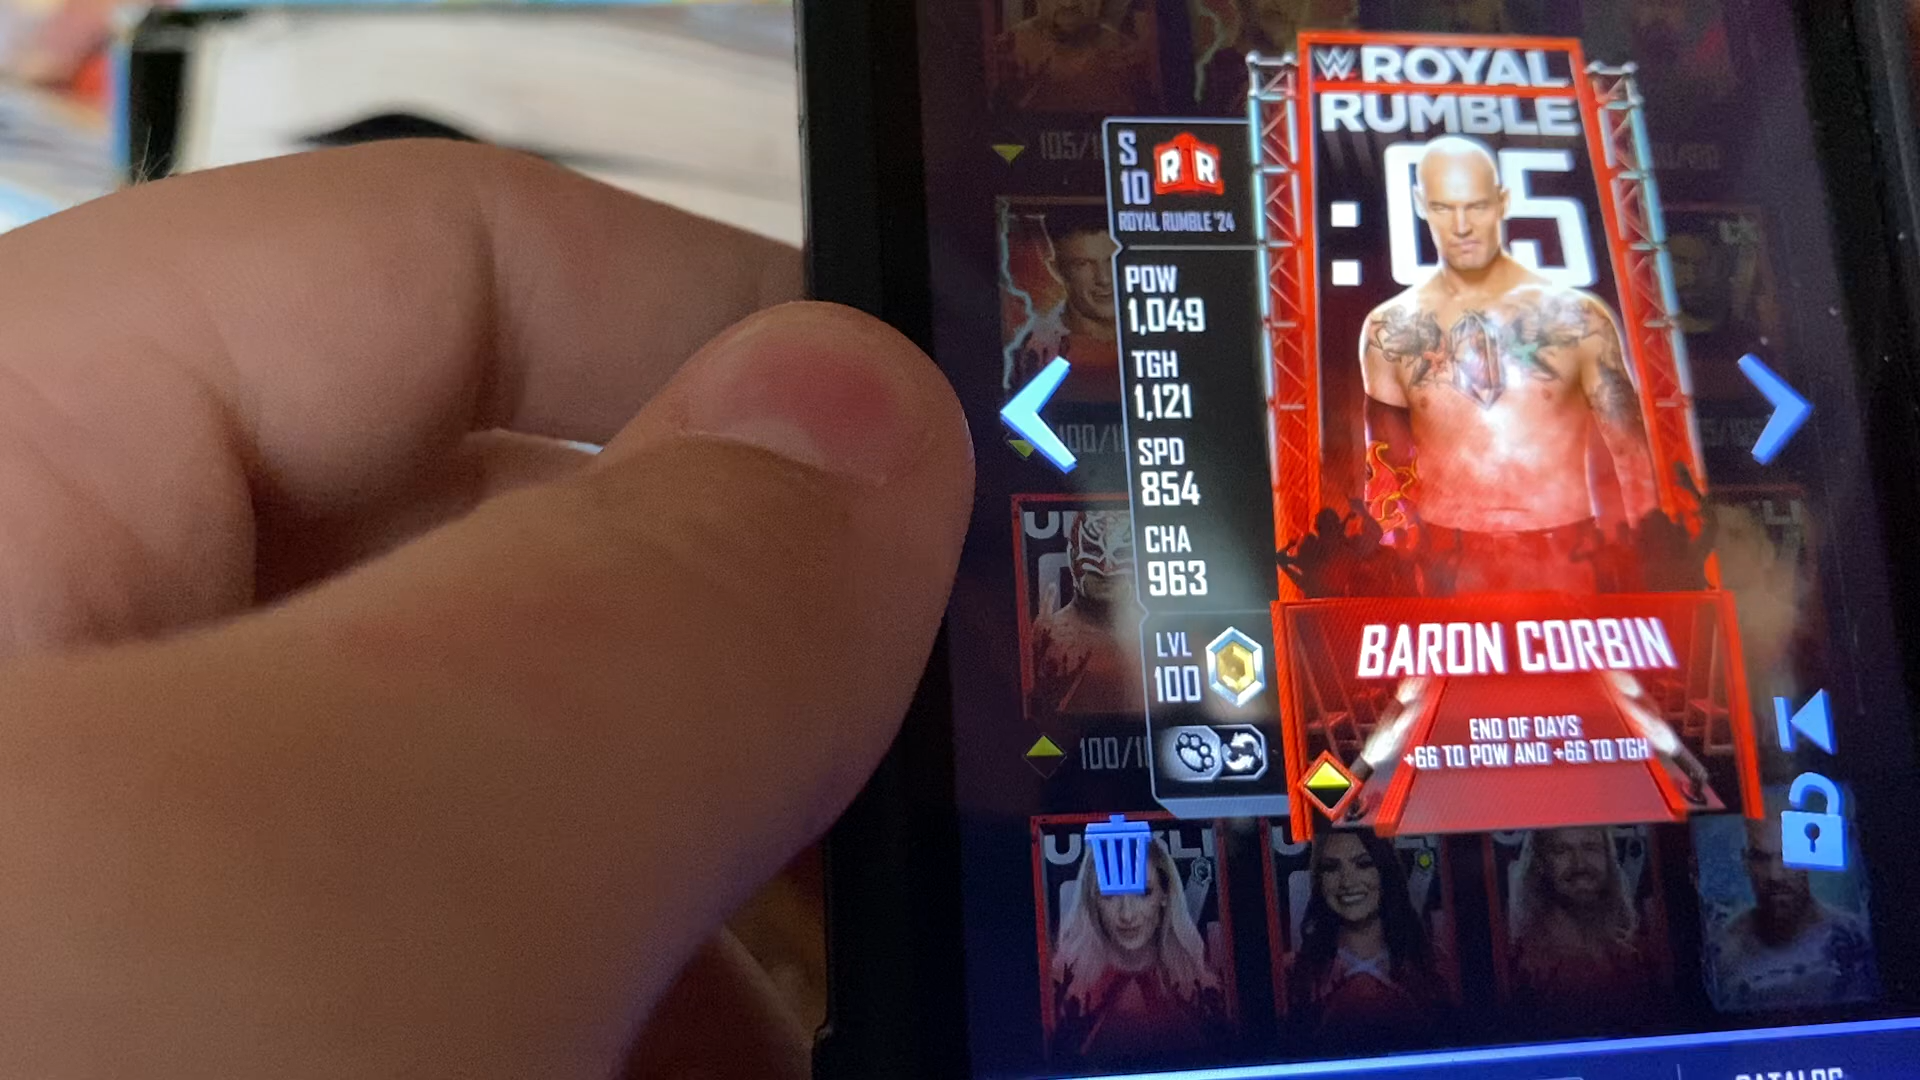 W ROYAL
RUMBLE
:05
S
10
RR
ROYAL RUMBLE '24
POW
1,049
TGH
1,121
SPD
854
CHA
963
LVL
100
BARON CORBIN
END OF DAYS
+66 TO POW AND +66 TO TGH